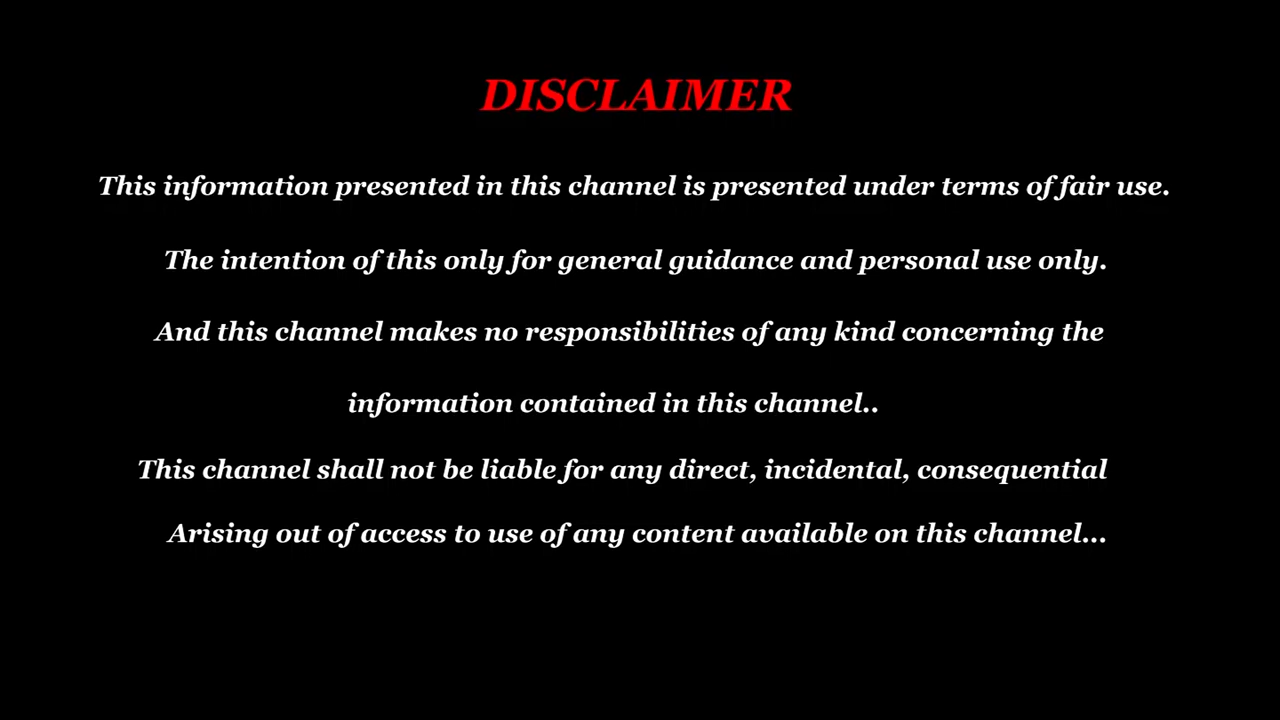 DISCLAIMER
This information presented in this channel is presented under terms of fair use.
The intention of this only for general guidance and personal use only.
And this channel makes no responsibilities of any kind concerning the
information contained in this channel..
This channel shall not be liable for any direct, incidental, consequential
Arising out of access to use of any content available on this channel...